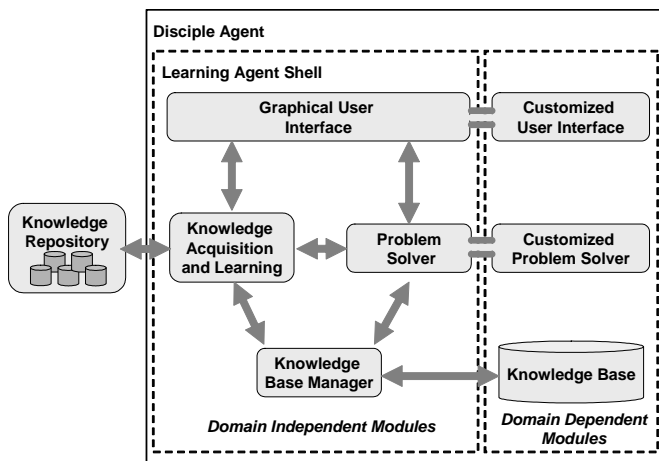 Disciple Agent
Learning Agent Shell
Graphical User
Interface
Customized
User Interface
Knowledge
Repository
Knowledge
Acquisition
and Learning
Problem
Solver
Customized
Problem Solver
Knowledge
Base Manager
Knowledge Base
Domain Independent Modules
Domain Dependent
Modules